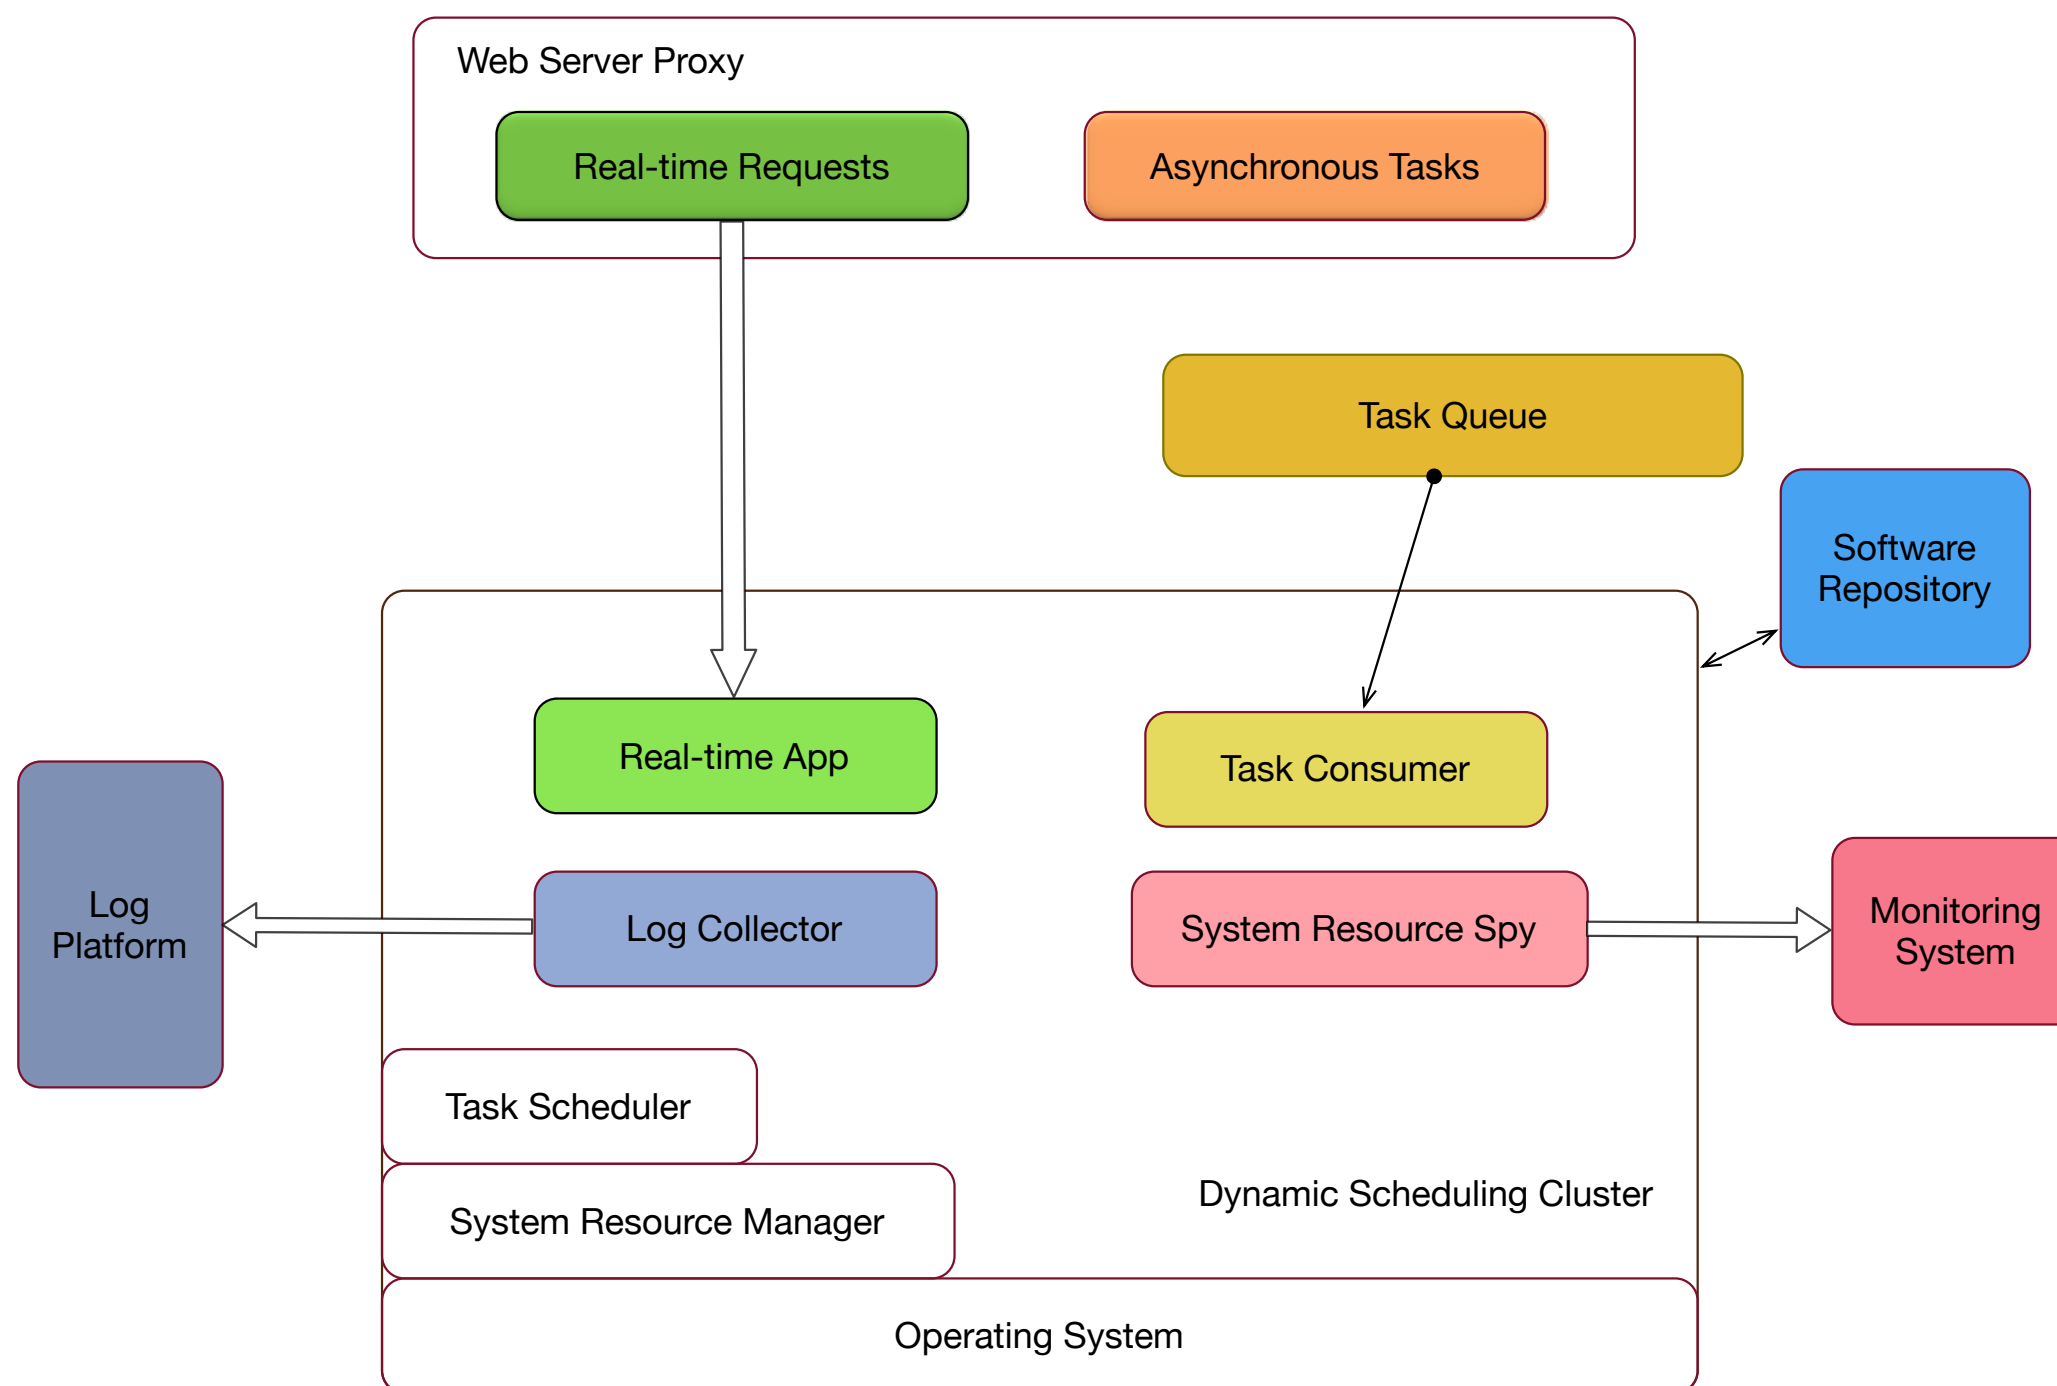 Web Server Proxy
Real-time Requests
Asynchronous Tasks
Task Queue
Software
Repository
Real-time App
Task Consumer
Log
Platform
Log Collector
System Resource Spy
Monitoring
System
Task Scheduler
Dynamic Scheduling Cluster
System Resource Manager
Operating System